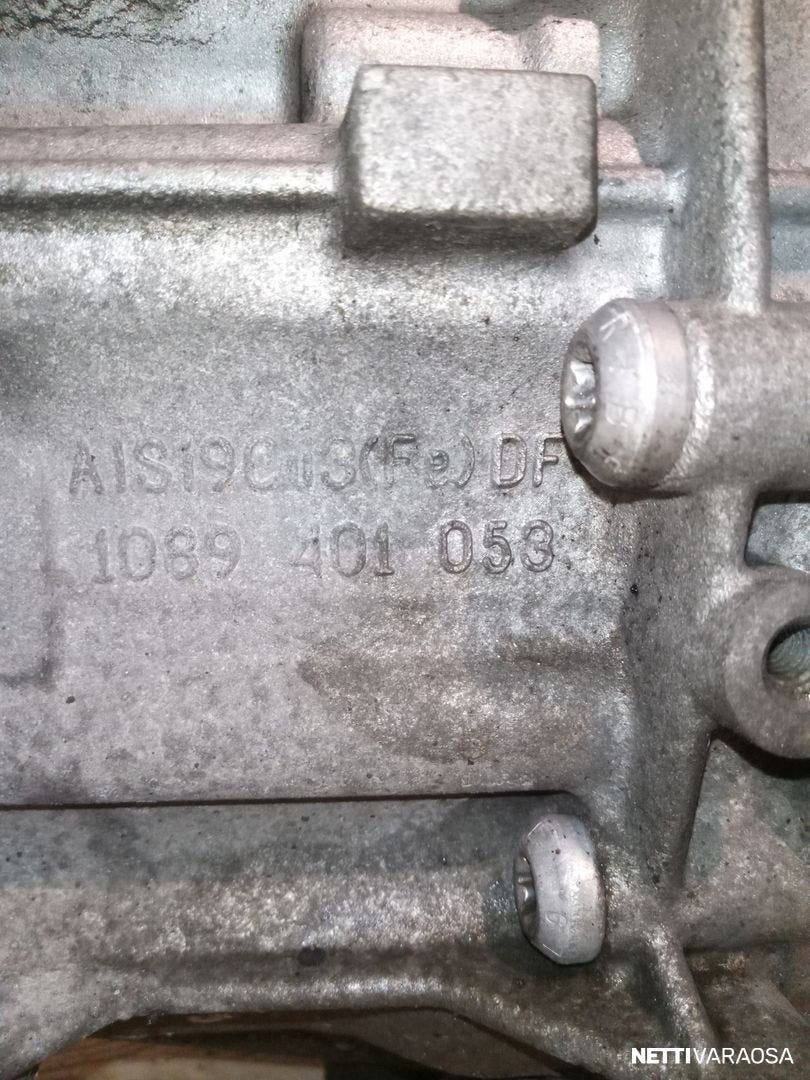 AlSi9Cu3(Fe)DF
1089 401 053
NETTIVARAOSA